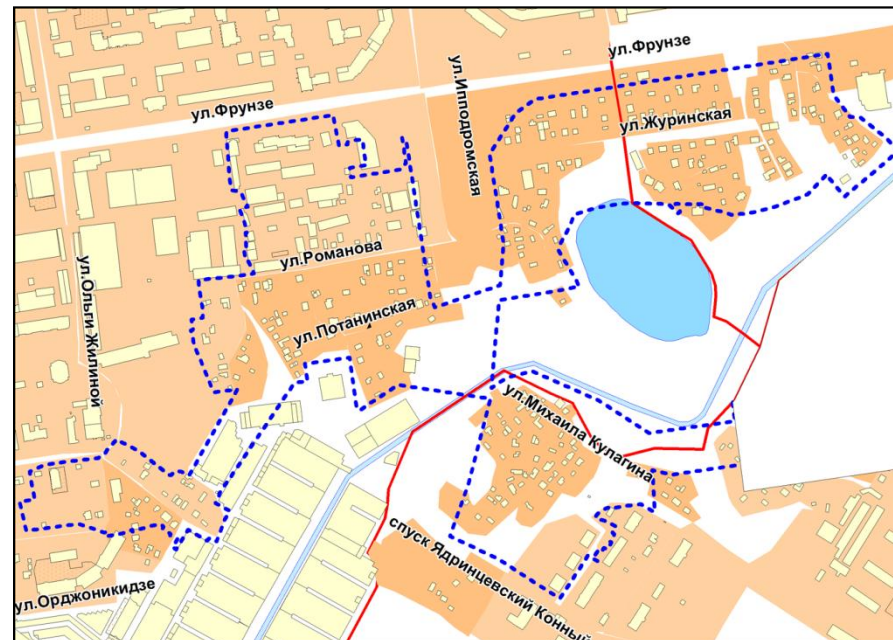 ул.Фрунзе
ул.Фрунзе
ул.Ипподромская
ул.Журинская
ул.Романова
ул.Ольги Жилиной
ул.Потанинская
ул.Михаила Кулагина
спуск Ядринцевский Конный
ул.Орджоникидзе